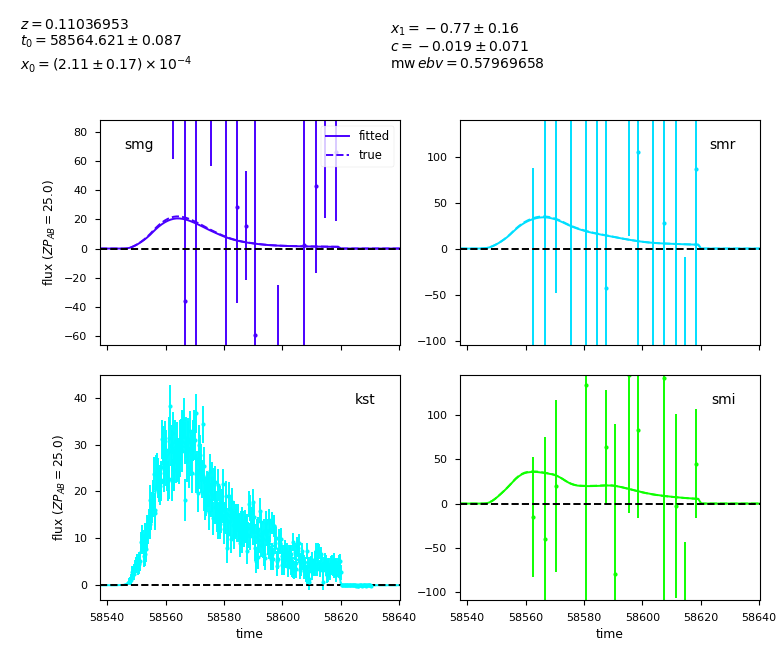 z = 0.11036953
t₀ = 58564.621 ± 0.087
x₀ = (2.11 ± 0.17) × 10⁻⁴
x₁ = −0.77 ± 0.16
c = −0.019 ± 0.071
mw ebv = 0.57969658
smg
fitted
true
80
60
40
20
0
−20
−40
−60
flux (ZP_AB = 25.0)
smr
100
50
0
−50
−100
kst
40
30
20
10
0
flux (ZP_AB = 25.0)
58540 58560 58580 58600 58620 58640
time
smi
100
50
0
−50
−100
58540 58560 58580 58600 58620 58640
time